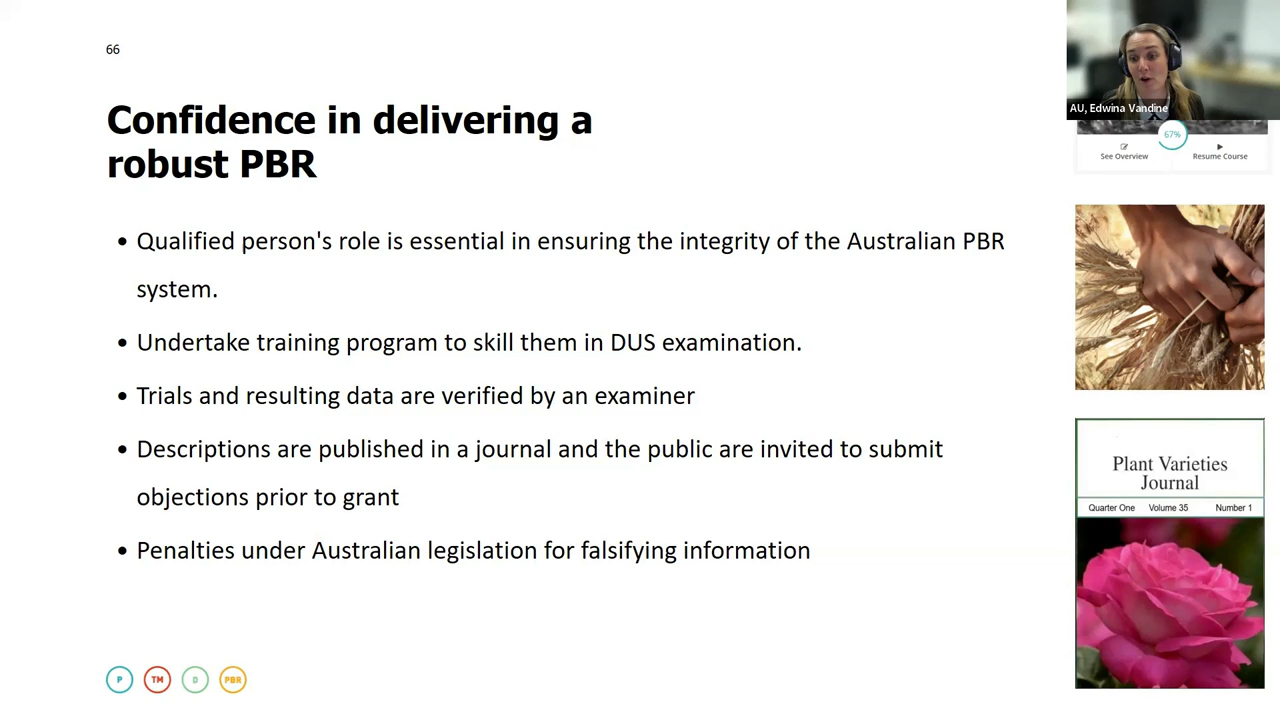 66
Confidence in delivering a
robust PBR
• Qualified person's role is essential in ensuring the integrity of the Australian PBR
system.
• Undertake training program to skill them in DUS examination.
• Trials and resulting data are verified by an examiner
• Descriptions are published in a journal and the public are invited to submit
objections prior to grant
• Penalties under Australian legislation for falsifying information
P TM D PBR
AU, Edwina Vandine
67%
See Overview Resume Course
Plant Varieties
Journal
Quarter One Volume 35 Number 1